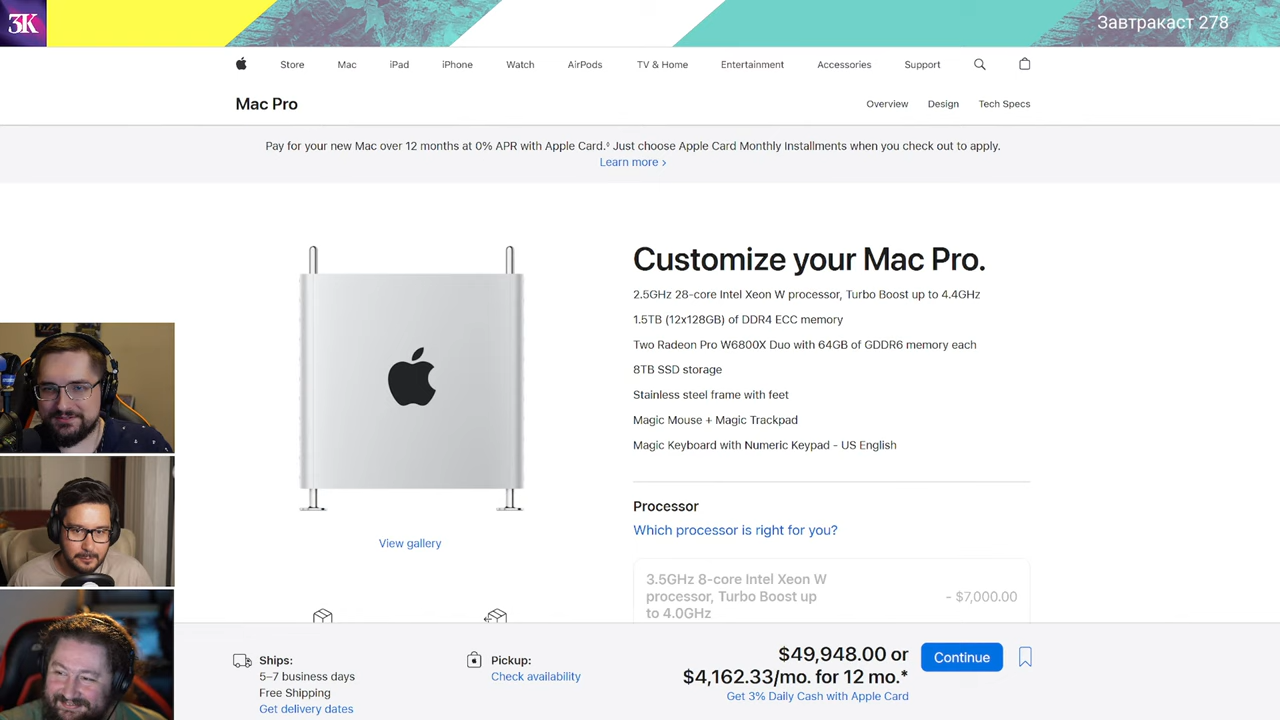 3K
Завтракаст 278
Store Mac iPad iPhone Watch AirPods TV & Home Entertainment Accessories Support
Mac Pro
Overview Design Tech Specs
Pay for your new Mac over 12 months at 0% APR with Apple Card.◊ Just choose Apple Card Monthly Installments when you check out to apply.
Learn more >
Customize your Mac Pro.
2.5GHz 28-core Intel Xeon W processor, Turbo Boost up to 4.4GHz
1.5TB (12x128GB) of DDR4 ECC memory
Two Radeon Pro W6800X Duo with 64GB of GDDR6 memory each
8TB SSD storage
Stainless steel frame with feet
Magic Mouse + Magic Trackpad
Magic Keyboard with Numeric Keypad - US English
View gallery
Processor
Which processor is right for you?
3.5GHz 8-core Intel Xeon W
processor, Turbo Boost up
to 4.0GHz
- $7,000.00
Ships:
5–7 business days
Free Shipping
Get delivery dates
Pickup:
Check availability
$49,948.00 or
$4,162.33/mo. for 12 mo.*
Get 3% Daily Cash with Apple Card
Continue